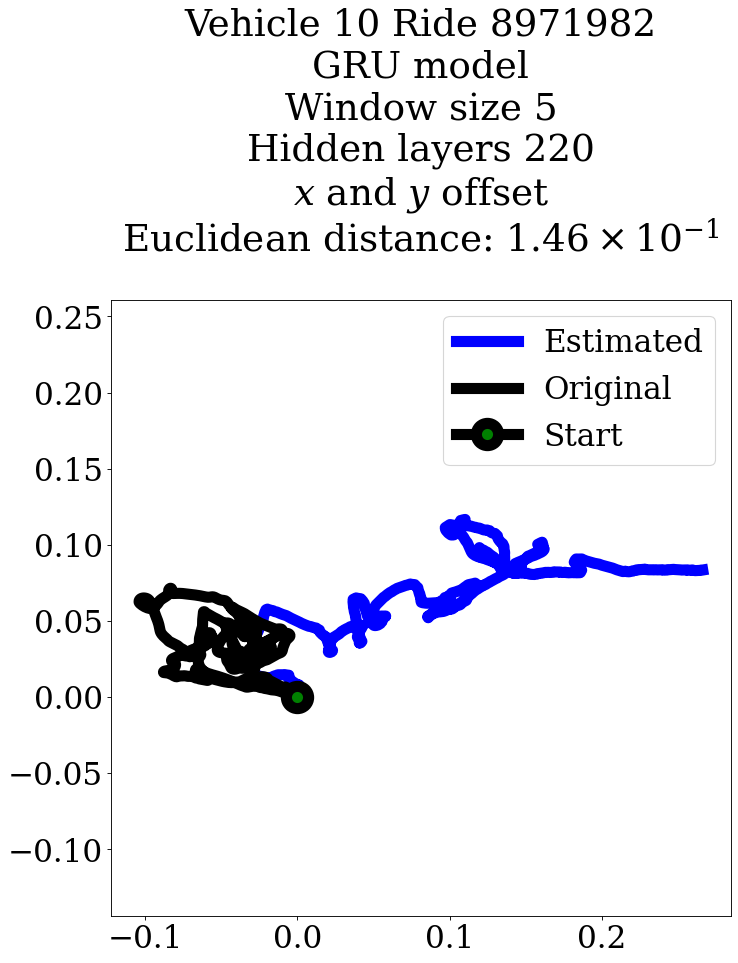 Vehicle 10 Ride 8971982
GRU model
Window size 5
Hidden layers 220
x and y offset
Euclidean distance: 1.46 × 10⁻¹
Estimated
Original
Start
0.25
0.20
0.15
0.10
0.05
0.00
−0.05
−0.10
−0.1 0.0 0.1 0.2